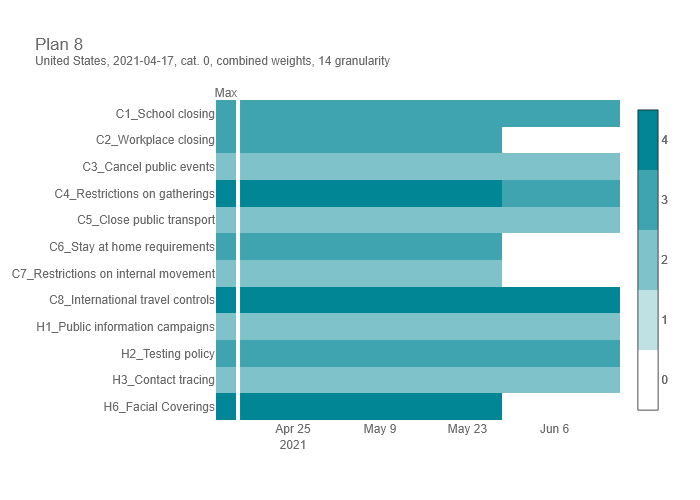 Plan 8
United States, 2021-04-17, cat. 0, combined weights, 14 granularity
Max
C1_School closing
C2_Workplace closing
C3_Cancel public events
C4_Restrictions on gatherings
C5_Close public transport
C6_Stay at home requirements
C7_Restrictions on internal movement
C8_International travel controls
H1_Public information campaigns
H2_Testing policy
H3_Contact tracing
H6_Facial Coverings
Apr 25 May 9 May 23 Jun 6
2021
4
3
2
1
0